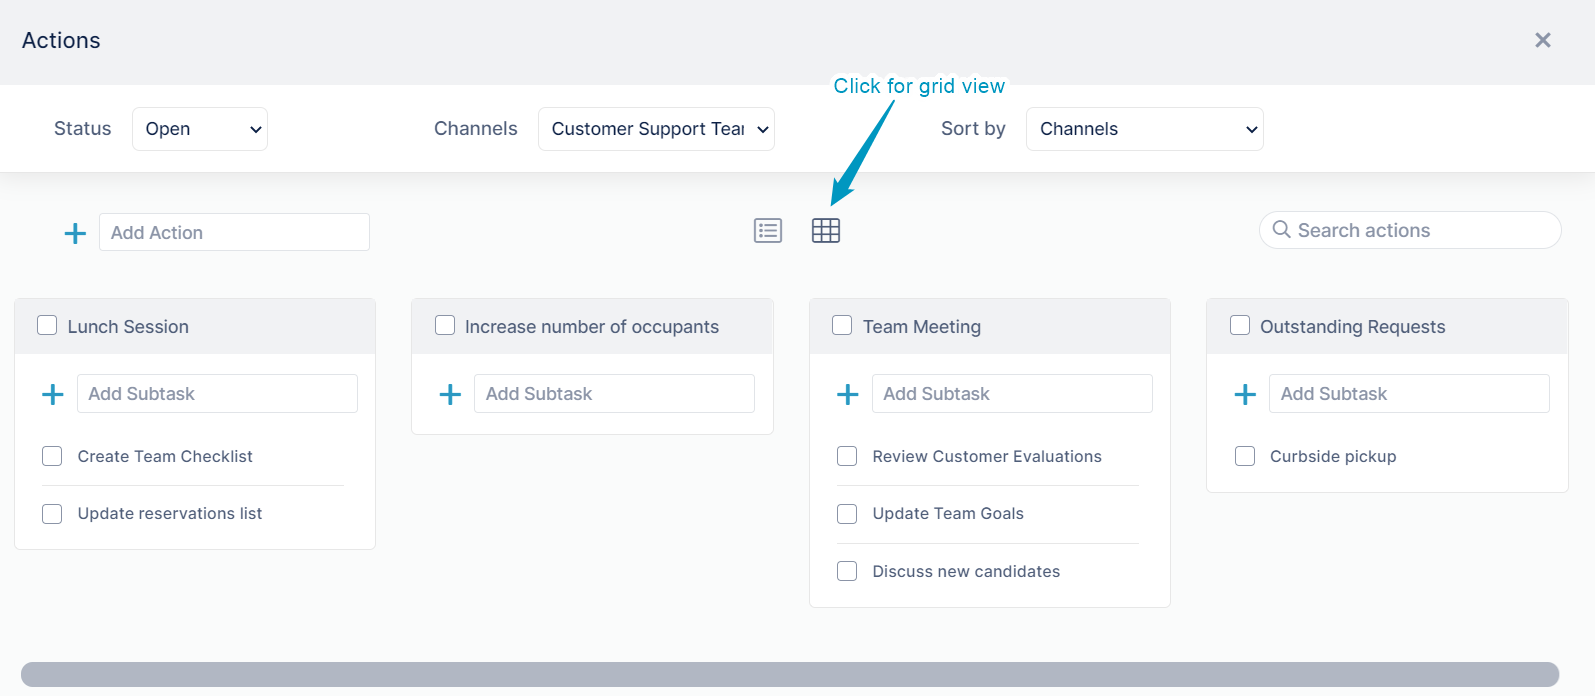 Actions
Click for grid view
Status
Open
Channels
Customer Support Tea
Sort by
Channels
Add Action
Search actions
Lunch Session
Add Subtask
Create Team Checklist
Update reservations list
Increase number of occupants
Add Subtask
Team Meeting
Add Subtask
Review Customer Evaluations
Update Team Goals
Discuss new candidates
Outstanding Requests
Add Subtask
Curbside pickup